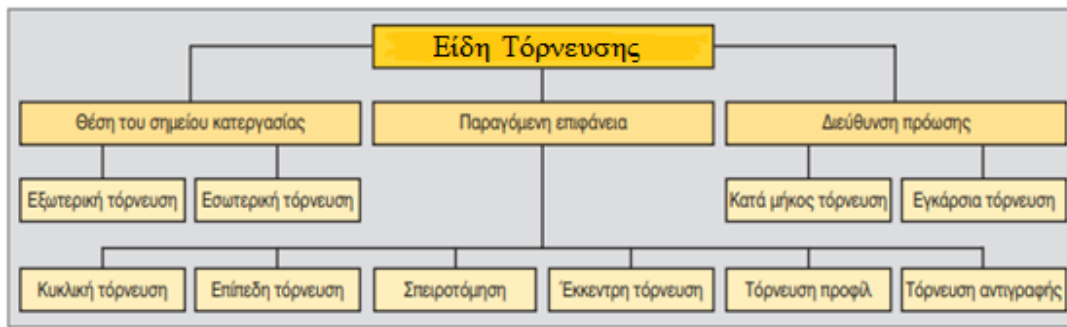 Είδη Τόρνευσης
Θέση του σημείου κατεργασίας
Παραγόμενη επιφάνεια
Διεύθυνση πρόωσης
Εξωτερική τόρνευση
Εσωτερική τόρνευση
Κατά μήκος τόρνευση
Εγκάρσια τόρνευση
Κυκλική τόρνευση
Επίπεδη τόρνευση
Σπειροτόμηση
Έκκεντρη τόρνευση
Τόρνευση προφίλ
Τόρνευση αντιγραφής